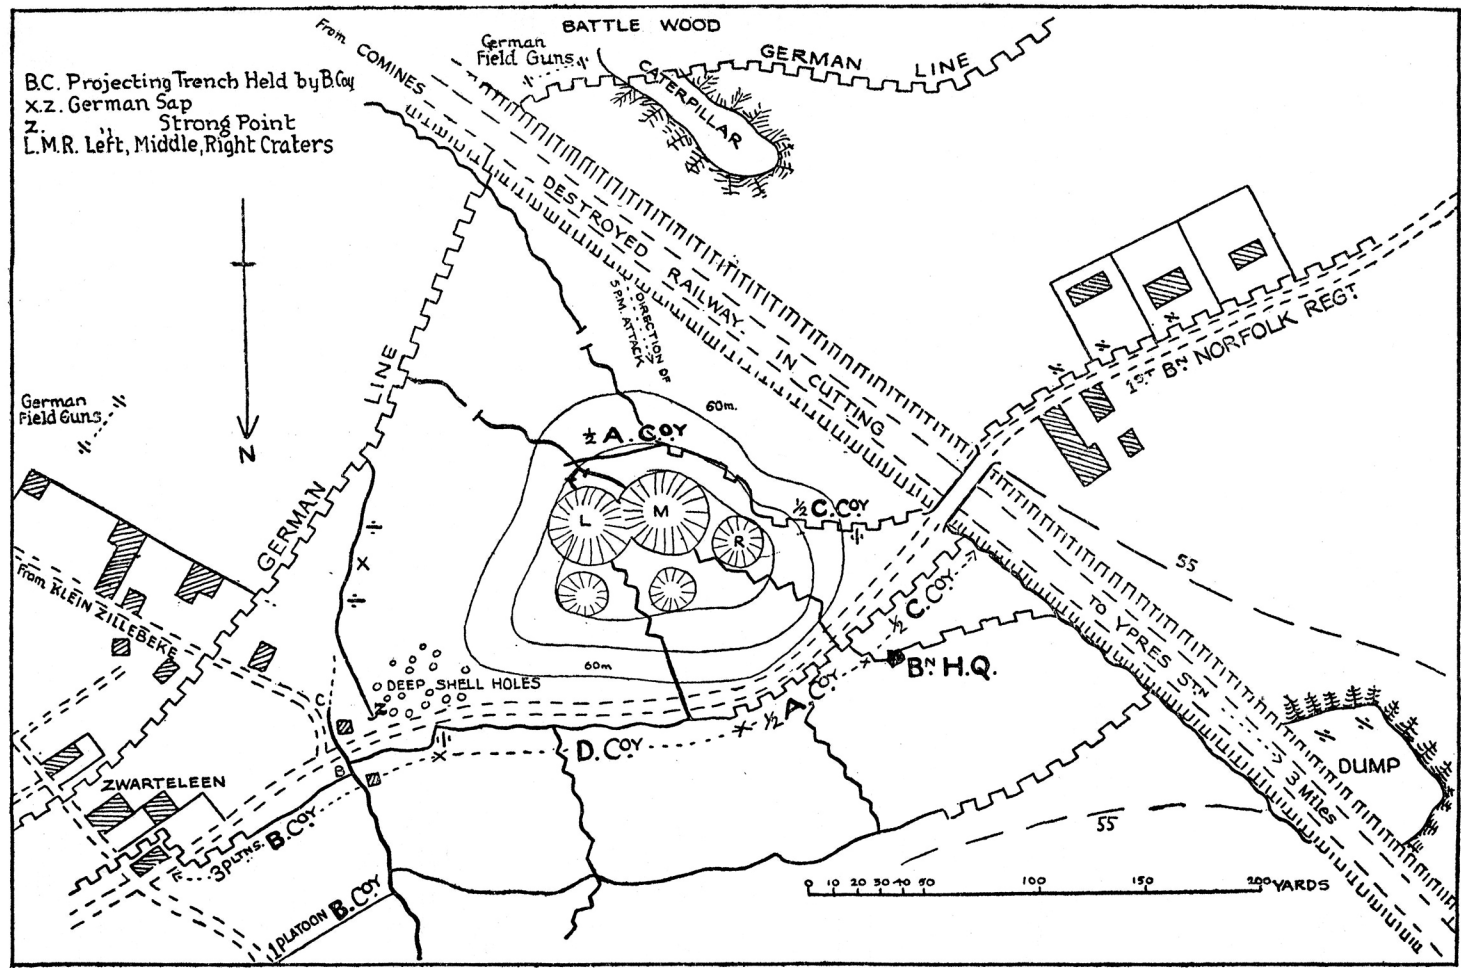 BATTLE WOOD
From COMINES
German
Field Guns
GERMAN LINE
CATERPILLAR
B.C. Projecting Trench Held by B.Coy
X.Z. German Sap
Z. ,, Strong Point
L.M.R. Left, Middle, Right Craters
DESTROYED RAILWAY IN CUTTING
DIRECTION OF
5 P.M. ATTACK
1ST BN NORFOLK REGT.
N
German
Field Guns
GERMAN LINE
60m.
½ A. COY
½ C. COY
L
M
R
X
55
From KLEIN ZILLEBEKE
60m
DEEP SHELL HOLES
C
Z
B
½ C. COY
BN H.Q.
½ A. COY
D. COY
TO YPRES STN 3 Miles
DUMP
ZWARTELEEN
3 PLTNS. B. COY
1 PLATOON B. COY
55
0 10 20 30 40 50 100 150 200 YARDS